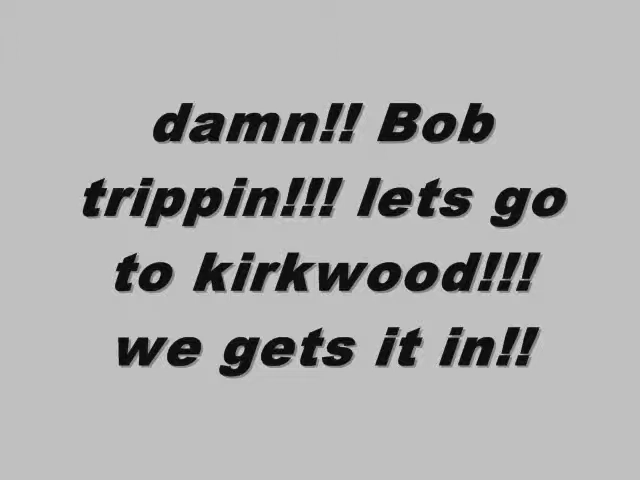 damn!! Bob
trippin!!! lets go
to kirkwood!!!
we gets it in!!